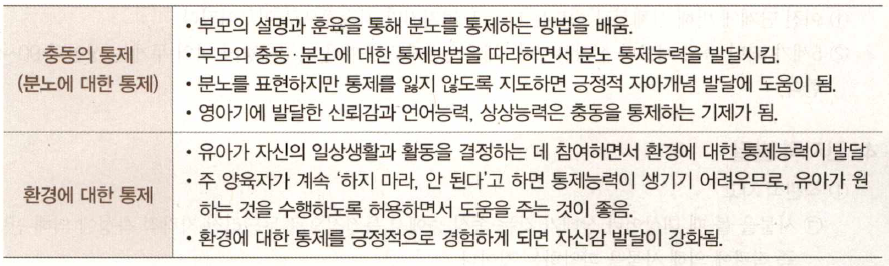 충동의 통제
(분노에 대한 통제)
• 부모의 설명과 훈육을 통해 분노를 통제하는 방법을 배움.
• 부모의 충동·분노에 대한 통제방법을 따라하면서 분노 통제능력을 발달시킴.
• 분노를 표현하지만 통제를 잃지 않도록 지도하면 긍정적 자아개념 발달에 도움이 됨.
• 영아기에 발달한 신뢰감과 언어능력, 상상능력은 충동을 통제하는 기제가 됨.
환경에 대한 통제
• 유아가 자신의 일상생활과 활동을 결정하는 데 참여하면서 환경에 대한 통제능력이 발달
• 주 양육자가 계속 ‘하지 마라, 안 된다’고 하면 통제능력이 생기기 어려우므로, 유아가 원
하는 것을 수행하도록 허용하면서 도움을 주는 것이 좋음.
• 환경에 대한 통제를 긍정적으로 경험하게 되면 자신감 발달이 강화됨.